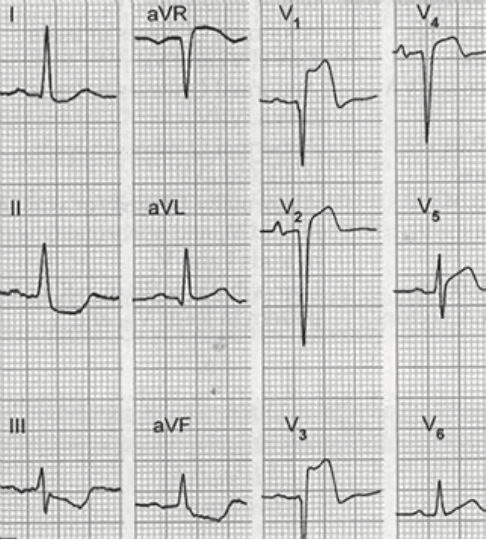 I aVR V₁ V₄
II aVL V₂ V₅
III aVF V₃ V₆